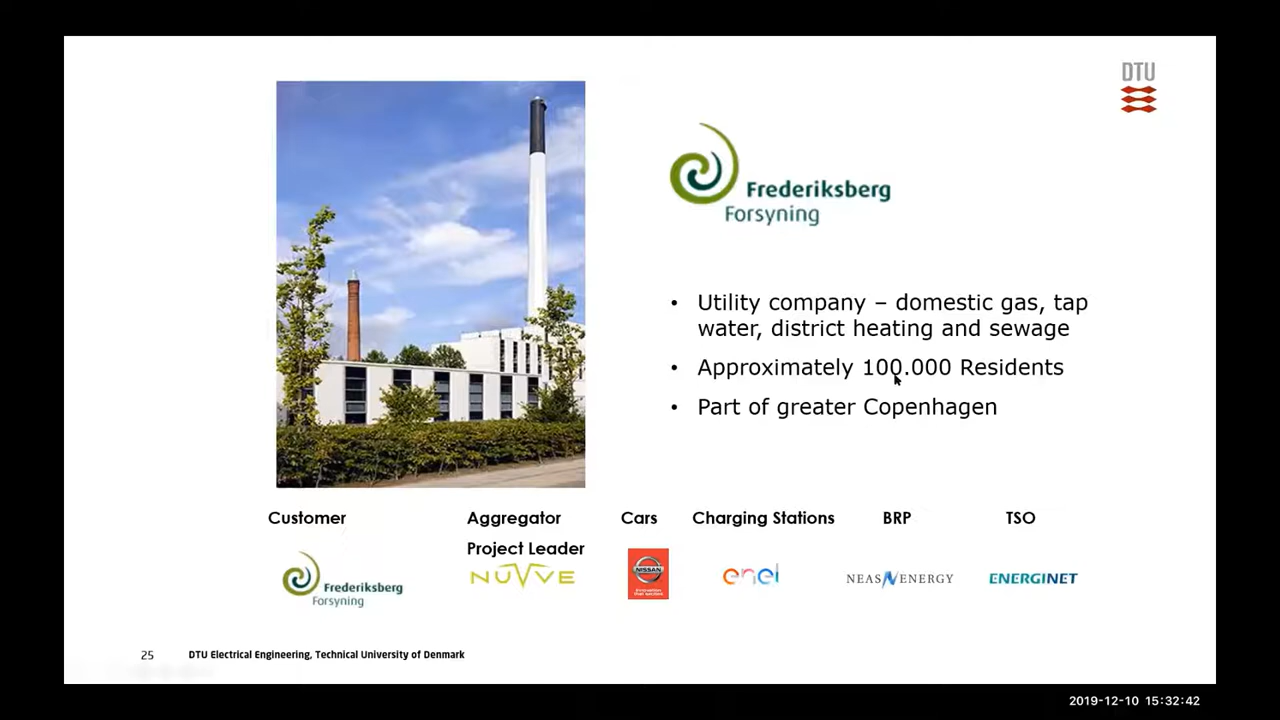 DTU
Frederiksberg
Forsyning
• Utility company – domestic gas, tap
water, district heating and sewage
• Approximately 100.000 Residents
• Part of greater Copenhagen
Customer Aggregator Cars Charging Stations BRP TSO
Project Leader
Frederiksberg
Forsyning
NUVVE
NISSAN
enel
NEAS ENERGY
ENERGINET
25 DTU Electrical Engineering, Technical University of Denmark
2019-12-10 15:32:42